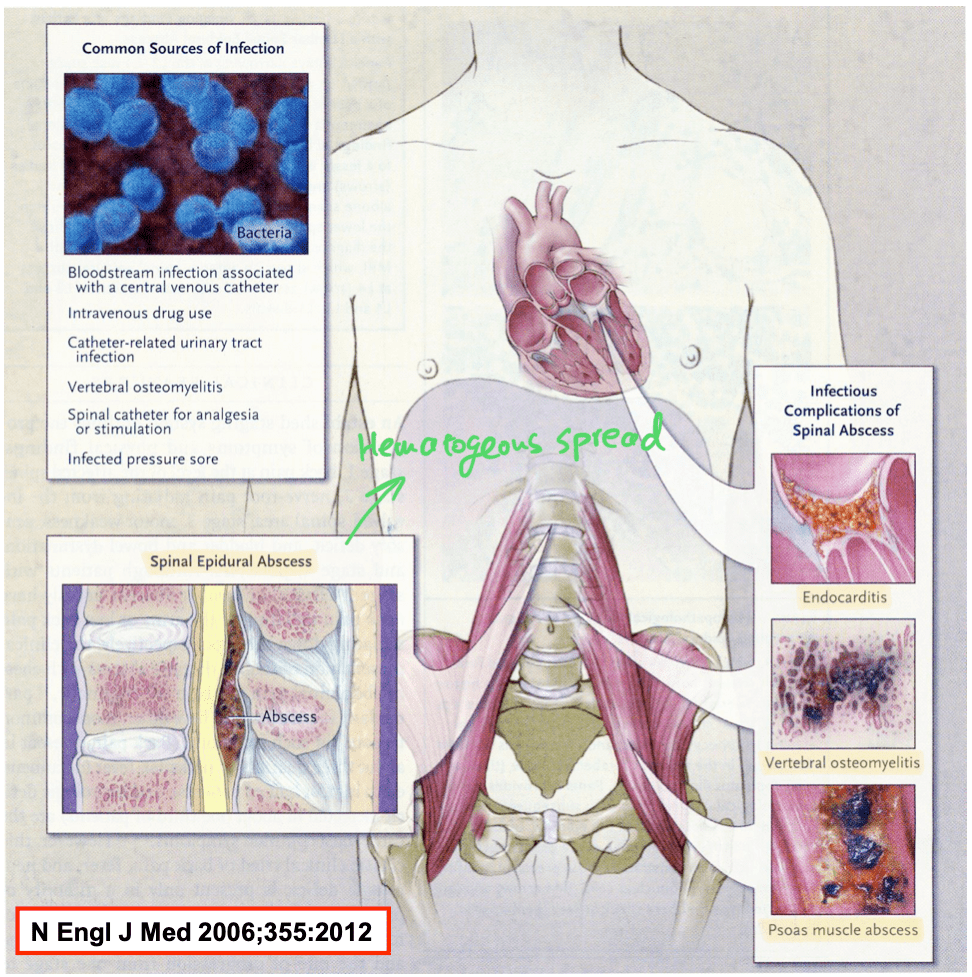 Common Sources of Infection
Bacteria
Bloodstream infection associated
with a central venous catheter
Intravenous drug use
Catheter-related urinary tract
infection
Vertebral osteomyelitis
Spinal catheter for analgesia
or stimulation
Infected pressure sore
Hematogeous spread
Spinal Epidural Abscess
Abscess
Infectious
Complications of
Spinal Abscess
Endocarditis
Vertebral osteomyelitis
Psoas muscle abscess
N Engl J Med 2006;355:2012